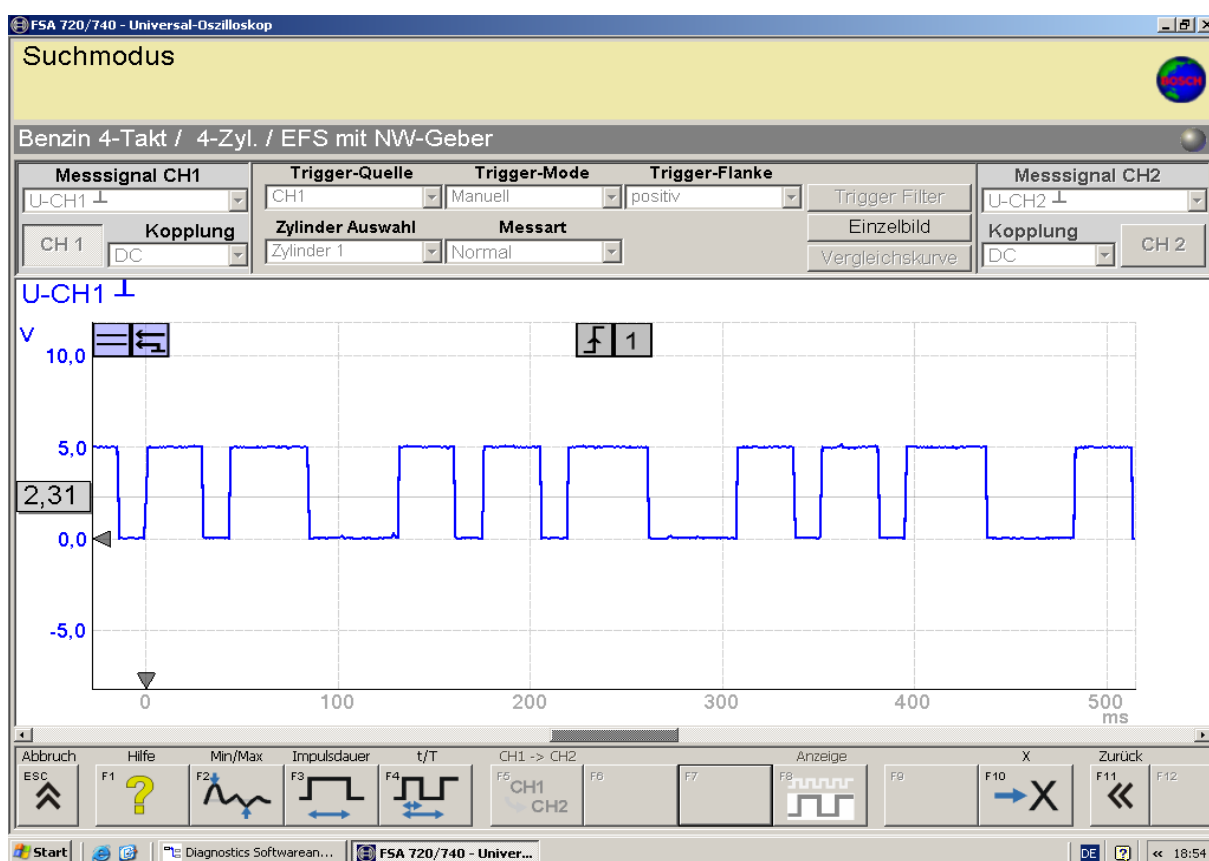 FSA 720/740 - Universal-Oszilloskop
Suchmodus
BOSCH
Benzin 4-Takt / 4-Zyl. / EFS mit NW-Geber
Messsignal CH1
U-CH1
CH 1
Kopplung
DC
Trigger-Quelle
Trigger-Mode
Trigger-Flanke
CH1
Manuell
positiv
Trigger Filter
Zylinder Auswahl
Messart
Einzelbild
Zylinder 1
Normal
Vergleichskurve
Messsignal CH2
U-CH2
Kopplung
DC
CH 2
U-CH1
V
1
10,0
5,0
2,31
0,0
-5,0
0 100 200 300 400 500
ms
Abbruch Hilfe Min/Max Impulsdauer t/T CH1 -> CH2 Anzeige X Zurück
ESC F1 F2 F3 F4 F5 F6 F7 F8 F9 F10 F11 F12
?
CH1
CH2
X
Start
Diagnostics Softwarean...
FSA 720/740 - Univer...
DE
?
18:54